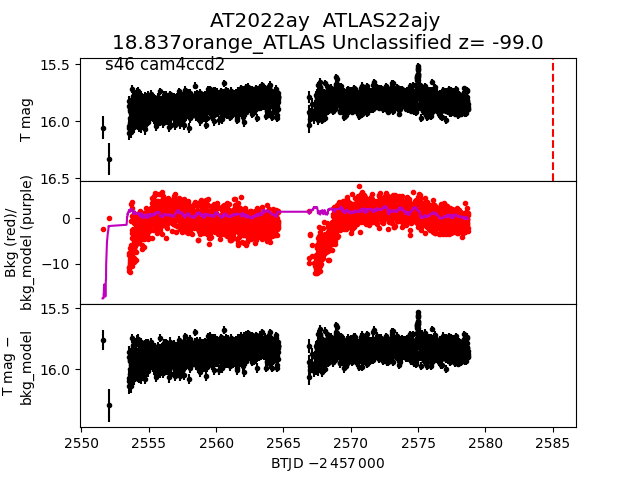 AT2022ay  ATLAS22ajy
18.837orange_ATLAS Unclassified z= -99.0
s46 cam4ccd2
15.5
16.0
16.5
T mag
0
−10
Bkg (red)/
bkg_model (purple)
15.5
16.0
T mag −
bkg_model
2550 2555 2560 2565 2570 2575 2580 2585
BTJD −2 457 000